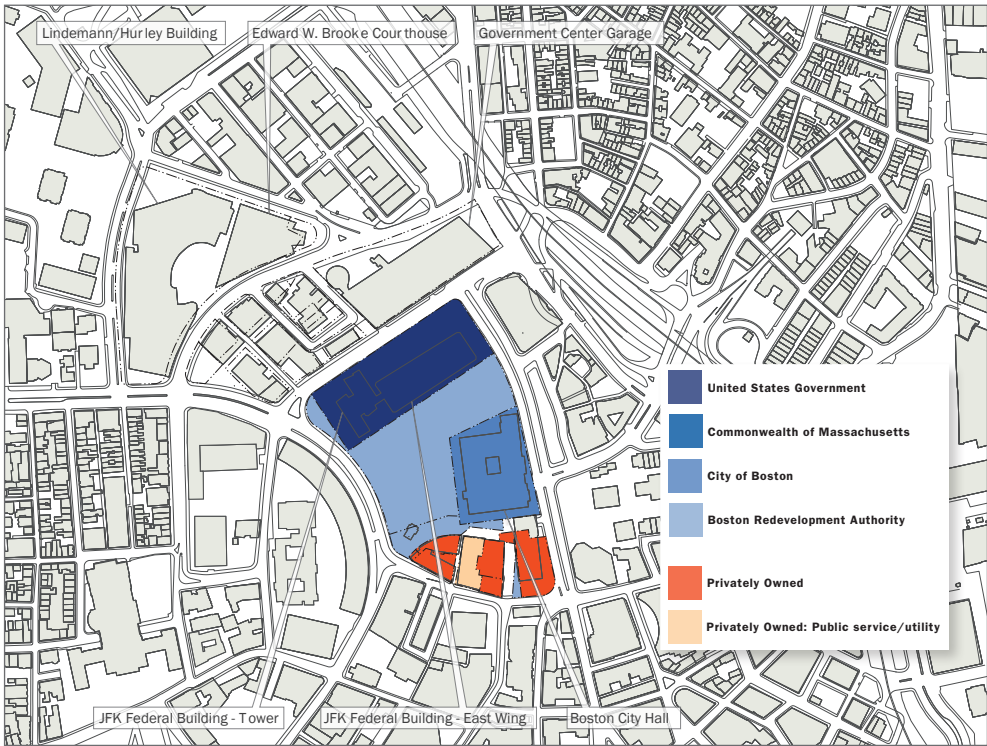 Lindemann/Hurley Building
Edward W. Brooke Courthouse
Government Center Garage
United States Government
Commonwealth of Massachusetts
City of Boston
Boston Redevelopment Authority
Privately Owned
Privately Owned: Public service/utility
JFK Federal Building - Tower
JFK Federal Building - East Wing
Boston City Hall